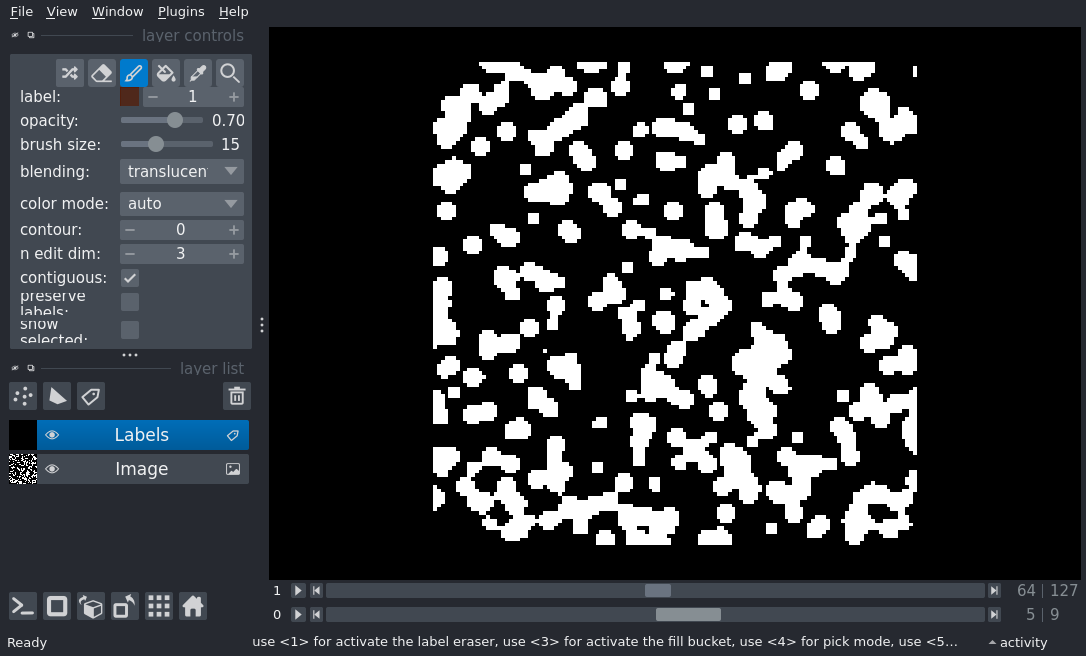 File View Window Plugins Help
layer controls
label: 1
opacity: 0.70
brush size: 15
blending: translucen
color mode: auto
contour: 0
n edit dim: 3
contiguous:
preserve
labels:
show
selected:
layer list
Labels
Image
1 64 127
0 5 9
Ready use <1> for activate the label eraser, use <3> for activate the fill bucket, use <4> for pick mode, use <5... activity